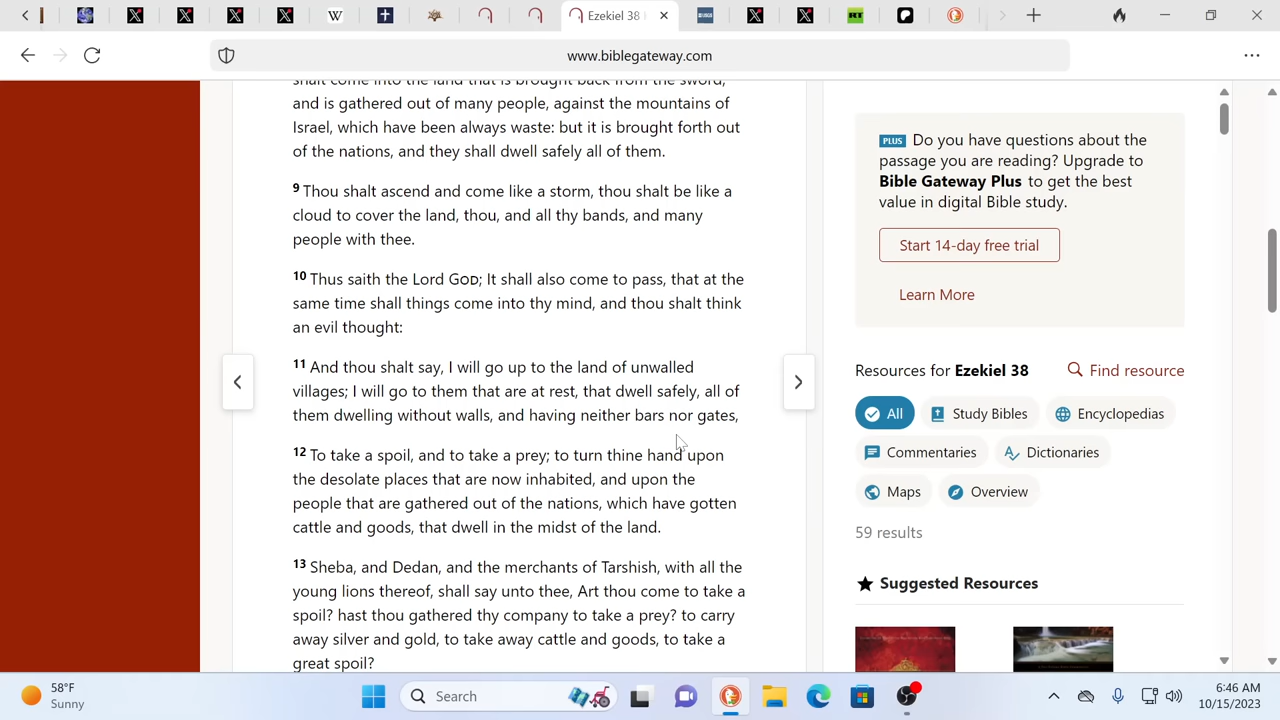 Ezekiel 38
www.biblegateway.com
shalt come into the land that is brought back from the sword,
and is gathered out of many people, against the mountains of
Israel, which have been always waste: but it is brought forth out
of the nations, and they shall dwell safely all of them.
9 Thou shalt ascend and come like a storm, thou shalt be like a
cloud to cover the land, thou, and all thy bands, and many
people with thee.
10 Thus saith the Lord GOD; It shall also come to pass, that at the
same time shall things come into thy mind, and thou shalt think
an evil thought:
11 And thou shalt say, I will go up to the land of unwalled
villages; I will go to them that are at rest, that dwell safely, all of
them dwelling without walls, and having neither bars nor gates,
12 To take a spoil, and to take a prey; to turn thine hand upon
the desolate places that are now inhabited, and upon the
people that are gathered out of the nations, which have gotten
cattle and goods, that dwell in the midst of the land.
13 Sheba, and Dedan, and the merchants of Tarshish, with all the
young lions thereof, shall say unto thee, Art thou come to take a
spoil? hast thou gathered thy company to take a prey? to carry
away silver and gold, to take away cattle and goods, to take a
great spoil?
PLUS Do you have questions about the
passage you are reading? Upgrade to
Bible Gateway Plus to get the best
value in digital Bible study.
Start 14-day free trial
Learn More
Resources for Ezekiel 38
Find resource
All
Study Bibles
Encyclopedias
Commentaries
Dictionaries
Maps
Overview
59 results
Suggested Resources
58°F
Sunny
Search
6:46 AM
10/15/2023